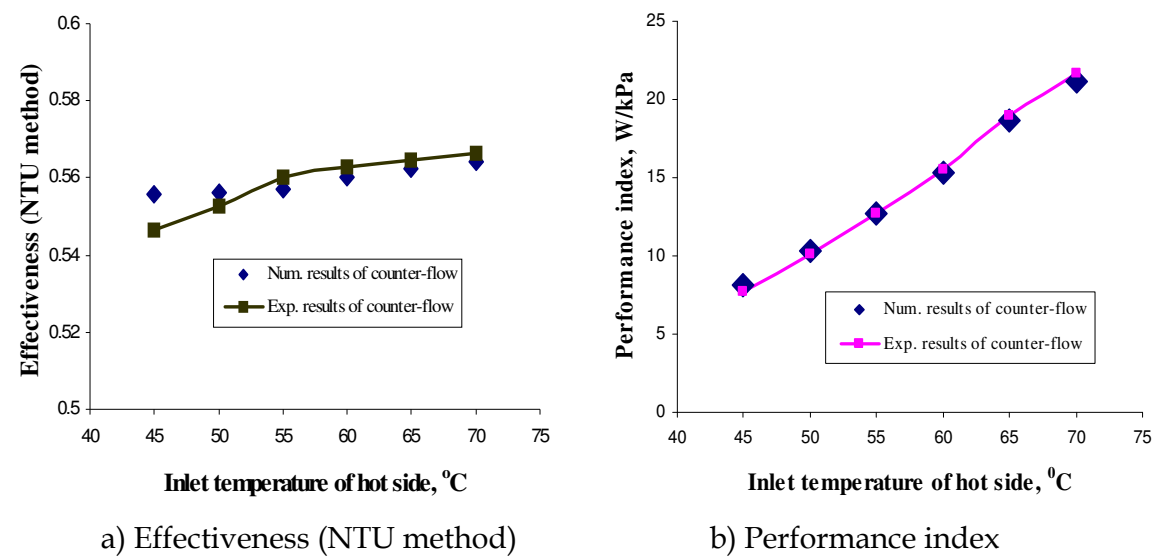 Effectiveness (NTU method)
0.6
0.58
0.56
0.54
0.52
0.5
40 45 50 55 60 65 70 75
Num. results of counter-flow
Exp. results of counter-flow
Inlet temperature of hot side, °C
a) Effectiveness (NTU method)
Performance index, W/kPa
25
20
15
10
5
0
40 45 50 55 60 65 70 75
Num. results of counter-flow
Exp. results of counter-flow
Inlet temperature of hot side, ⁰C
b) Performance index